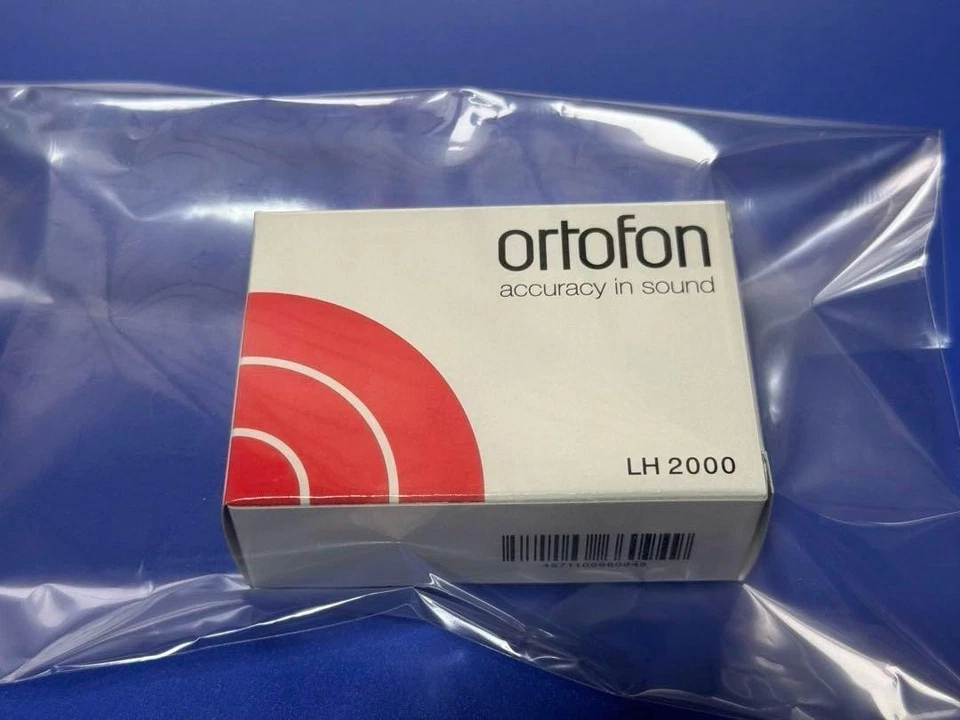 ortofon
accuracy in sound
LH 2000